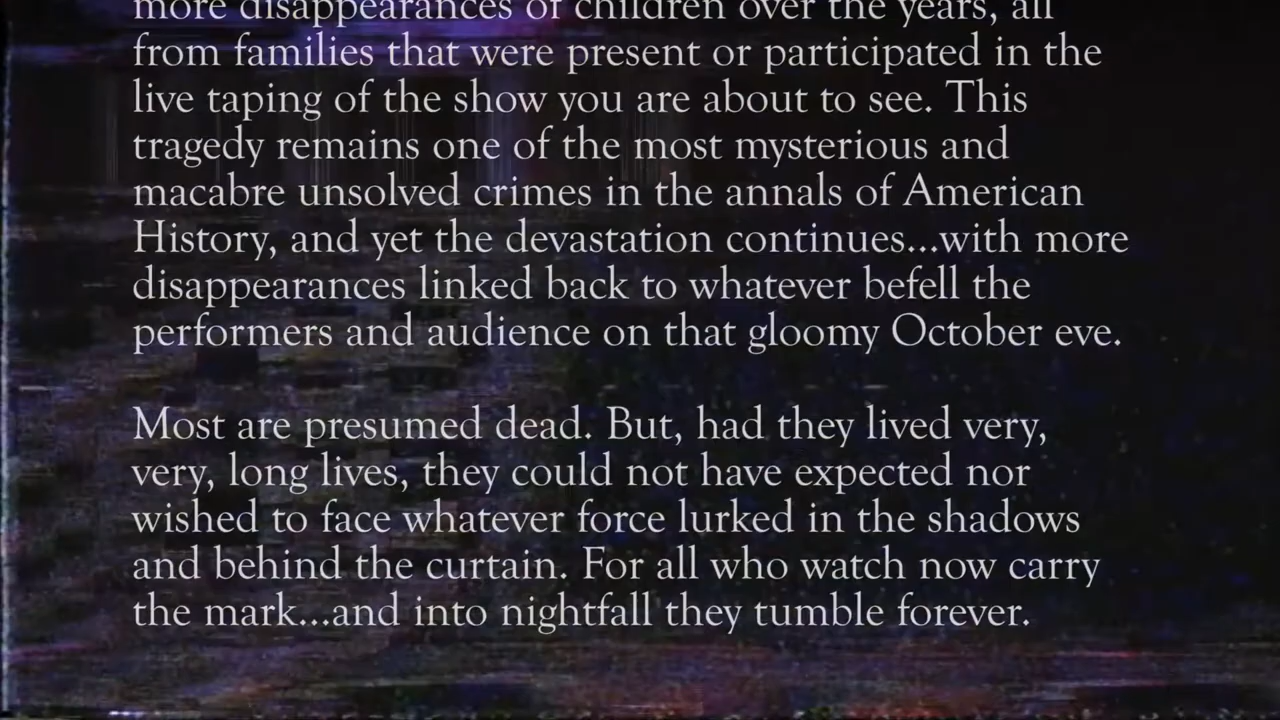 more disappearances of children over the years, all
from families that were present or participated in the
live taping of the show you are about to see. This
tragedy remains one of the most mysterious and
macabre unsolved crimes in the annals of American
History, and yet the devastation continues...with more
disappearances linked back to whatever befell the
performers and audience on that gloomy October eve.
Most are presumed dead. But, had they lived very,
very, long lives, they could not have expected nor
wished to face whatever force lurked in the shadows
and behind the curtain. For all who watch now carry
the mark...and into nightfall they tumble forever.